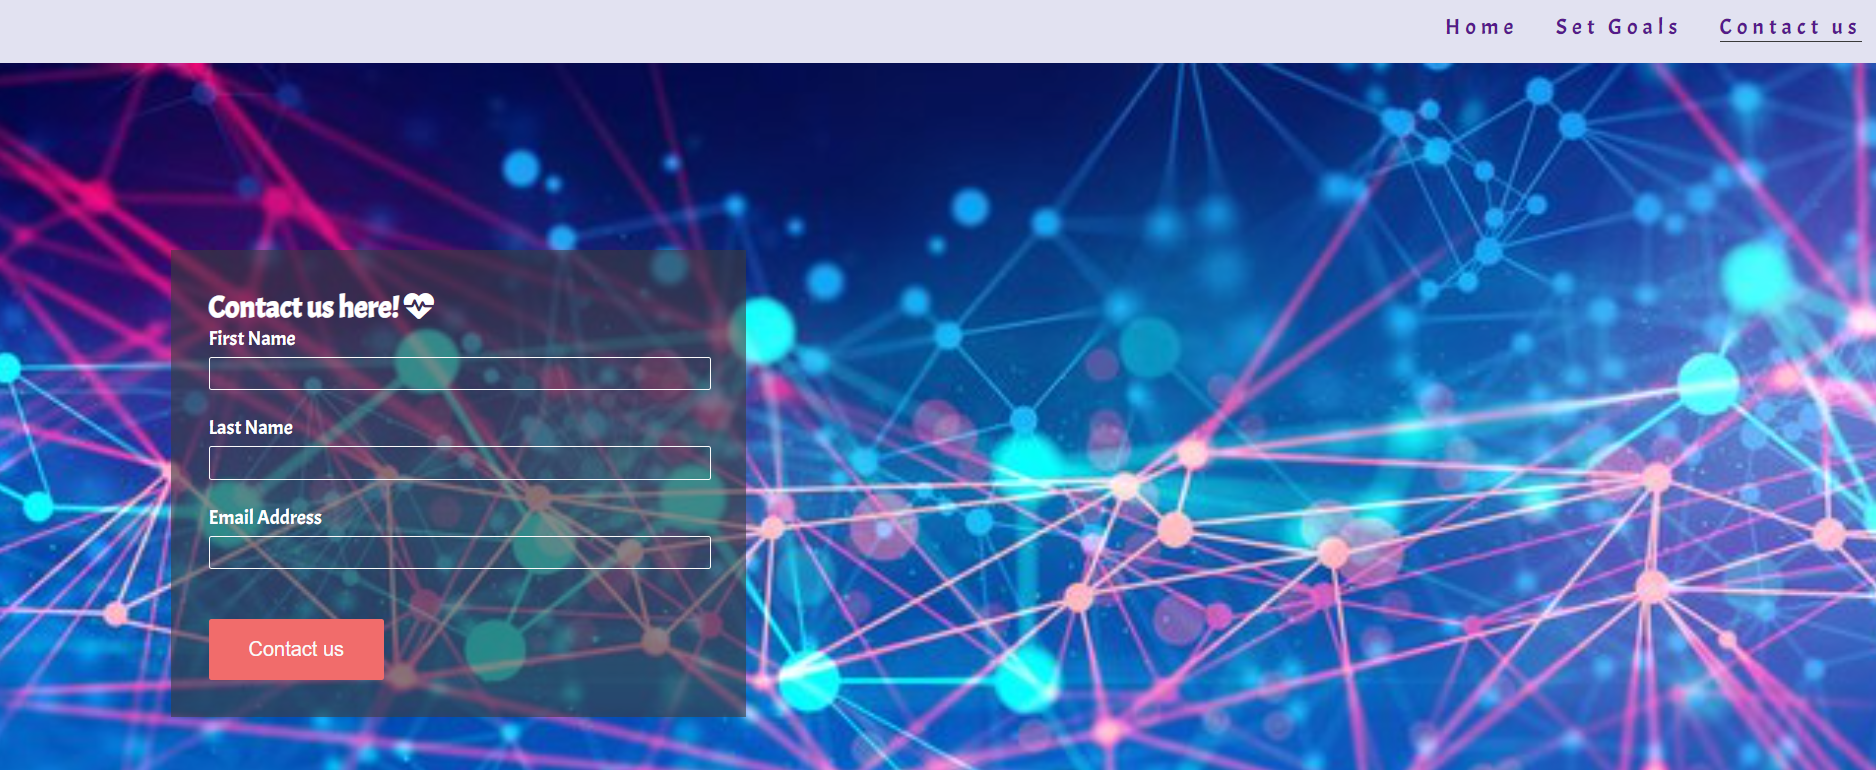 Home Set Goals Contact us
Contact us here!
First Name
Last Name
Email Address
Contact us